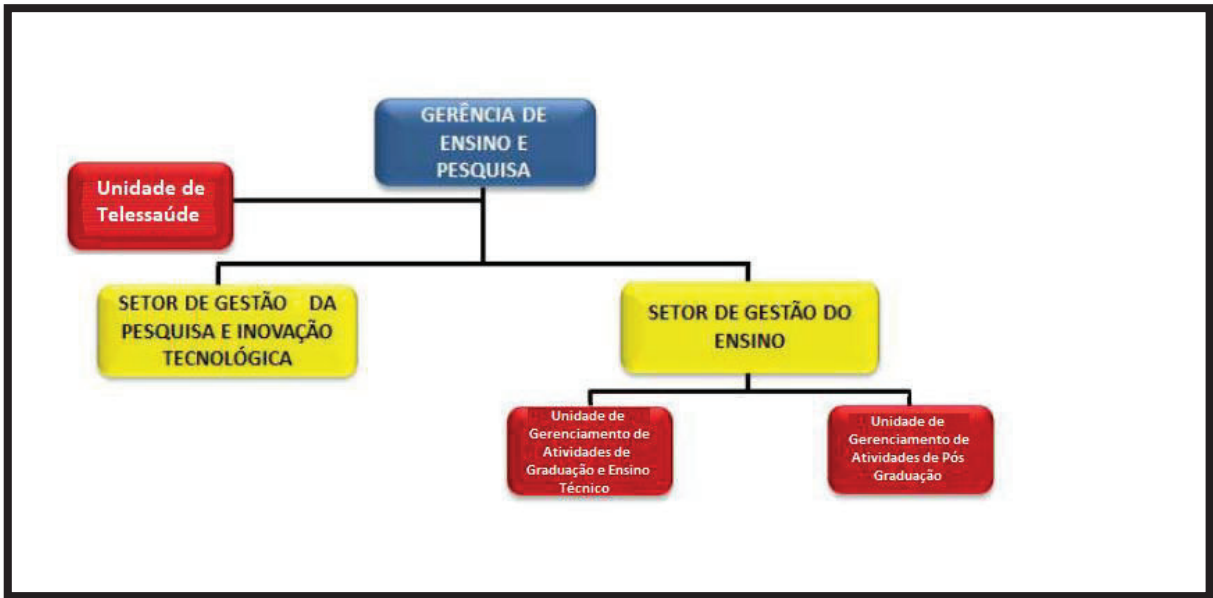 GERÊNCIA DE
ENSINO E
PESQUISA
Unidade de
Telessaúde
SETOR DE GESTÃO DA
PESQUISA E INOVAÇÃO
TECNOLÓGICA
SETOR DE GESTÃO DO
ENSINO
Unidade de
Gerenciamento de
Atividades de
Graduação e Ensino
Técnico
Unidade de
Gerenciamento de
Atividades de Pós
Graduação